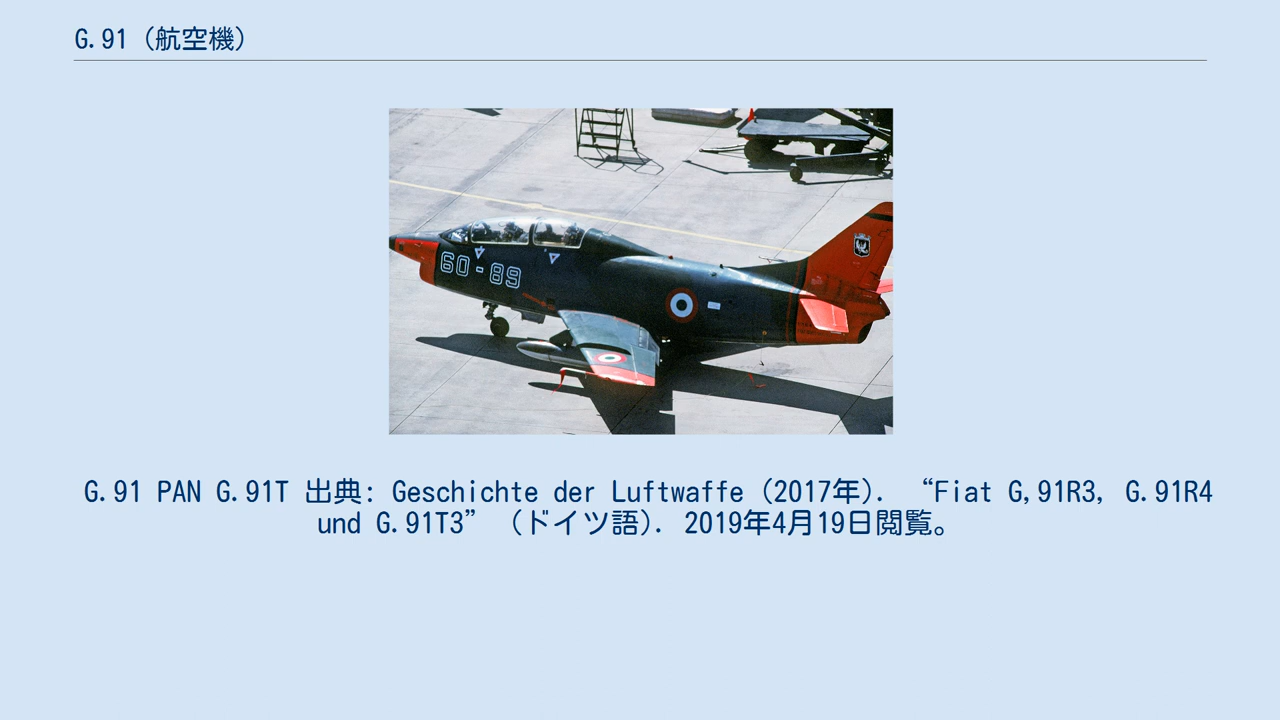 G.91（航空機）
60-89
G.91 PAN G.91T 出典: Geschichte der Luftwaffe（2017年）. “Fiat G,91R3, G.91R4
und G.91T3”（ドイツ語）. 2019年4月19日閲覧。